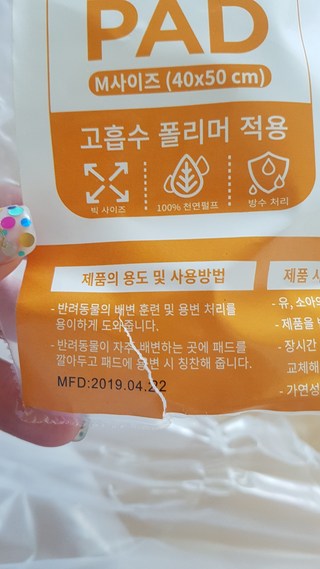 PAD
M사이즈 (40x50 cm)
고흡수 폴리머 적용
빅 사이즈
100% 천연펄프
방수 처리
제품의 용도 및 사용방법
- 반려동물의 배변 훈련 및 용변 처리를
용이하게 도와줍니다.
- 반려동물이 자주 배변하는 곳에 패드를
깔아두고 패드에 용변 시 칭찬해 줍니다.
MFD:2019.04.22
제품 사
- 유, 소아의
- 제품을
- 장시간
교체해
- 가연성